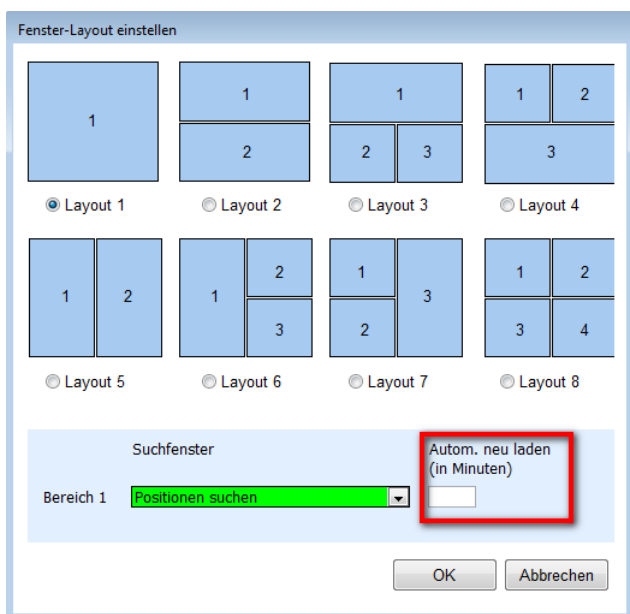 Fenster-Layout einstellen
1
1
2
1
2 3
1 2
3
Layout 1 Layout 2 Layout 3 Layout 4
1 2
1
2
3
1
2
3
1 2
3 4
Layout 5 Layout 6 Layout 7 Layout 8
Suchfenster
Autom. neu laden
(in Minuten)
Bereich 1 Positionen suchen
OK Abbrechen